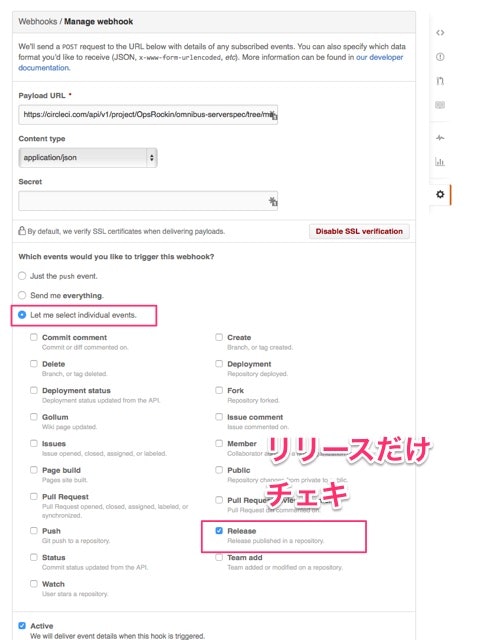 Webhooks / Manage webhook
We'll send a POST request to the URL below with details of any subscribed events. You can also specify which data
format you'd like to receive (JSON, x-www-form-urlencoded, etc). More information can be found in our developer
documentation.
Payload URL *
https://circleci.com/api/v1/project/OpsRockin/omnibus-serverspec/tree/
Content type
application/json
Secret
By default, we verify SSL certificates when delivering payloads.
Disable SSL verification
Which events would you like to trigger this webhook?
Just the push event.
Send me everything.
Let me select individual events.
Commit comment
Commit or diff commented on.
Create
Branch, or tag created.
Delete
Branch, or tag deleted.
Deployment
Repository deployed.
Deployment status
Deployment status updated from the API.
Fork
Repository forked.
Gollum
Wiki page updated.
Issue comment
Issue commented on.
Issues
Issue opened, closed, assigned, or labeled.
Member
Collaborator
リリースだけ
Page build
Pages site built.
Public
Repository changes from private to public.
チェキ
Pull Request
Pull Request opened, closed, assigned, labeled, or
synchronized.
Pull Request comment
Pull Request diff commented on.
Push
Git push to a repository.
Release
Release published in a repository.
Status
Commit status updated from the API.
Team add
Team added or modified on a repository.
Watch
User stars a repository.
Active
We will deliver event details when this hook is triggered.